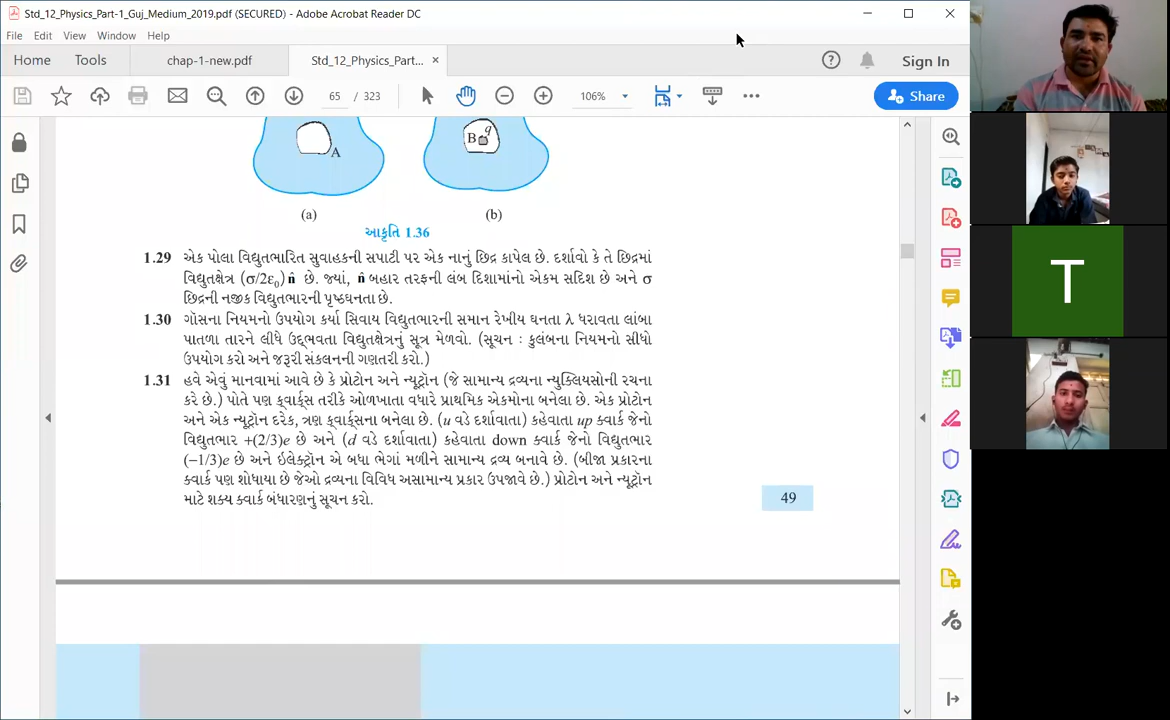 Std_12_Physics_Part-1_Guj_Medium_2019.pdf (SECURED) - Adobe Acrobat Reader DC
File Edit View Window Help
Home Tools chap-1-new.pdf Std_12_Physics_Part... × Sign In
65 / 323 106% Share
A
B q
(a) (b)
આકૃતિ 1.36
1.29 એક પોલા વિદ્યુતભારિત સુવાહકની સપાટી પર એક નાનું છિદ્ર કાપેલ છે. દર્શાવો કે તે છિદ્રમાં
વિદ્યુતક્ષેત્ર (σ/2ε₀) n̂ છે. જ્યાં, n̂ બહાર તરફની લંબ દિશામાંનો એકમ સદિશ છે અને σ
છિદ્રની નજીક વિદ્યુતભારની પૃષ્ઠઘનતા છે.
1.30 ગૉસના નિયમનો ઉપયોગ કર્યા સિવાય વિદ્યુતભારની સમાન રેખીય ઘનતા λ ધરાવતા લાંબા
પાતળા તારને લીધે ઉદ્ભવતા વિદ્યુતક્ષેત્રનું સૂત્ર મેળવો. (સૂચન : કુલંબના નિયમનો સીધો
ઉપયોગ કરો અને જરૂરી સંકલનની ગણતરી કરો.)
1.31 હવે એવું માનવામાં આવે છે કે પ્રોટોન અને ન્યૂટ્રૉન (જે સામાન્ય દ્રવ્યના ન્યુક્લિયસોની રચના
કરે છે.) પોતે પણ ક્વાર્ક્સ તરીકે ઓળખાતા વધારે પ્રાથમિક એકમોના બનેલા છે. એક પ્રોટોન
અને એક ન્યૂટ્રૉન દરેક, ત્રણ ક્વાર્ક્સના બનેલા છે. (u વડે દર્શાવાતા) કહેવાતા up ક્વાર્ક જેનો
વિદ્યુતભાર +(2/3)e છે અને (d વડે દર્શાવાતા) કહેવાતા down ક્વાર્ક જેનો વિદ્યુતભાર
(−1/3)e છે અને ઇલેક્ટ્રૉન એ બધા ભેગાં મળીને સામાન્ય દ્રવ્ય બનાવે છે. (બીજા પ્રકારના
ક્વાર્ક પણ શોધાયા છે જેઓ દ્રવ્યના વિવિધ અસામાન્ય પ્રકાર ઉપજાવે છે.) પ્રોટોન અને ન્યૂટ્રૉન
માટે શક્ય ક્વાર્ક બંધારણનું સૂચન કરો.
49
T